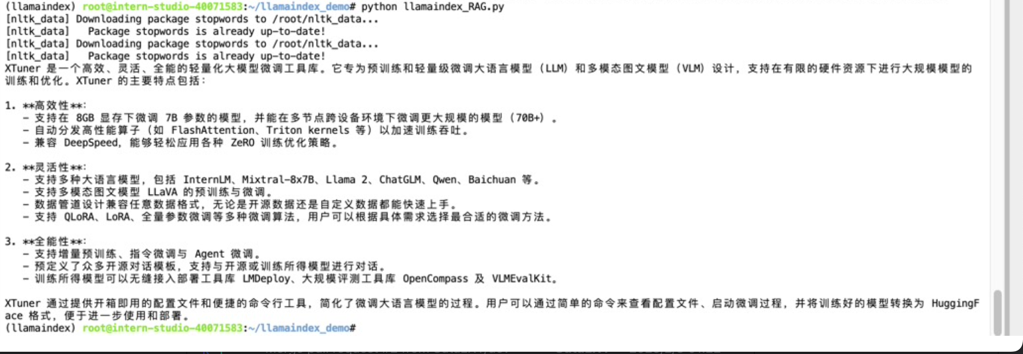 (llamaindex) root@intern-studio-40071583:~/llamaindex_demo# python llamaindex_RAG.py
[nltk_data] Downloading package stopwords to /root/nltk_data...
[nltk_data]   Package stopwords is already up-to-date!
[nltk_data] Downloading package stopwords to /root/nltk_data...
[nltk_data]   Package stopwords is already up-to-date!
XTuner 是一个高效、灵活、全能的轻量化大模型微调工具库。它专为预训练和轻量级微调大语言模型（LLM）和多模态图文模型（VLM）设计，支持在有限的硬件资源下进行大规模模型的
训练和优化。XTuner 的主要特点包括：
1. **高效性**：
- 支持在 8GB 显存下微调 7B 参数的模型，并能在多节点跨设备环境下微调更大规模的模型（70B+）。
- 自动分发高性能算子（如 FlashAttention、Triton kernels 等）以加速训练吞吐。
- 兼容 DeepSpeed，能够轻松应用各种 ZeRO 训练优化策略。
2. **灵活性**：
- 支持多种大语言模型，包括 InternLM、Mixtral-8x7B、Llama 2、ChatGLM、Qwen、Baichuan 等。
- 支持多模态图文模型 LLaVA 的预训练与微调。
- 数据管道设计兼容任意数据格式，无论是开源数据还是自定义数据都能快速上手。
- 支持 QLoRA、LoRA、全量参数微调等多种微调算法，用户可以根据具体需求选择最合适的微调方法。
3. **全能性**：
- 支持增量预训练、指令微调与 Agent 微调。
- 预定义了众多开源对话模板，支持与开源或训练所得模型进行对话。
- 训练所得模型可以无缝接入部署工具库 LMDeploy、大规模评测工具库 OpenCompass 及 VLMEvalKit。
XTuner 通过提供开箱即用的配置文件和便捷的命令行工具，简化了微调大语言模型的过程。用户可以通过简单的命令来查看配置文件、启动微调过程，并将训练好的模型转换为 HuggingF
ace 格式，便于进一步使用和部署。
(llamaindex) root@intern-studio-40071583:~/llamaindex_demo#